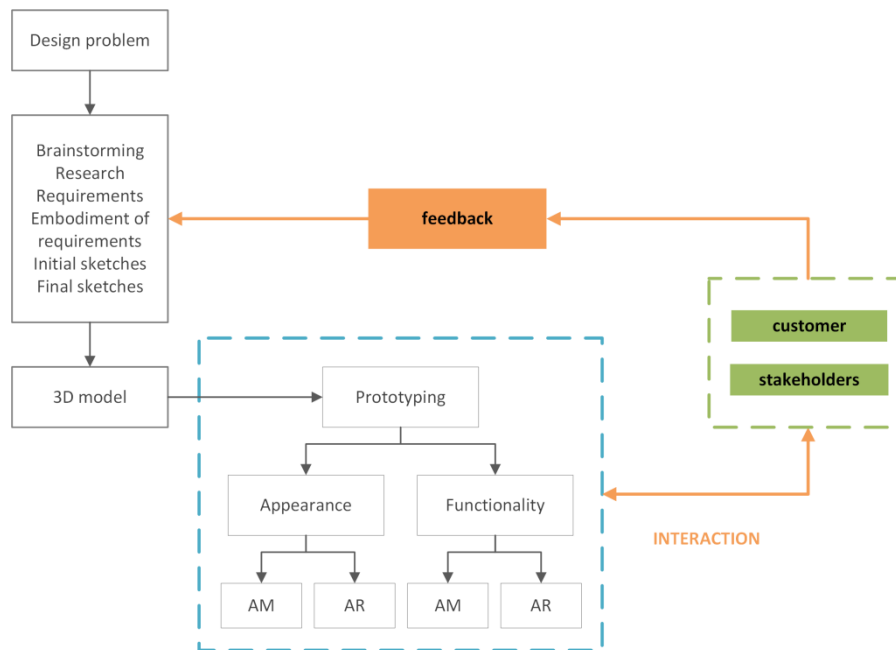 Design problem
Brainstorming
Research
Requirements
Embodiment of
requirements
Initial sketches
Final sketches
feedback
customer
stakeholders
3D model
Prototyping
Appearance
Functionality
INTERACTION
AM
AR
AM
AR